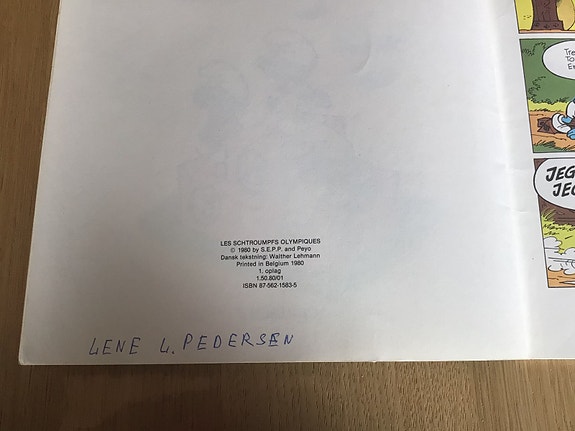 LES SCHTROUMPFS OLYMPIQUES
© 1980 by S.E.P.P. and Peyo
Dansk tekstning: Walther Lehmann
Printed in Belgium 1980
1. oplag
1.50.80/01
ISBN 87-562-1583-5
LENE L. PEDERSEN
JEG